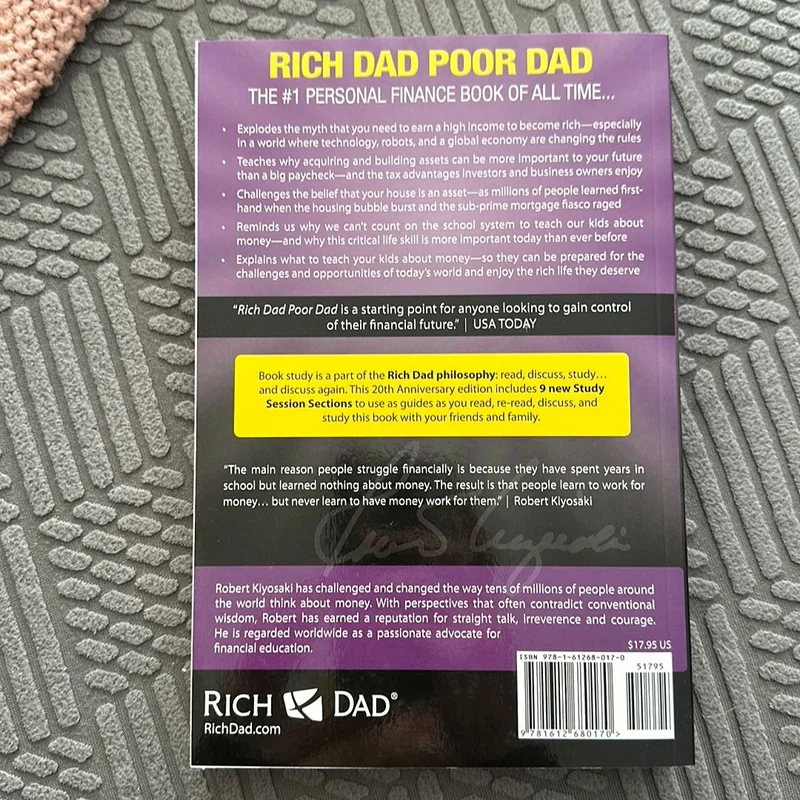 RICH DAD POOR DAD
THE #1 PERSONAL FINANCE BOOK OF ALL TIME...
• Explodes the myth that you need to earn a high income to become rich—especially
in a world where technology, robots, and a global economy are changing the rules
• Teaches why acquiring and building assets can be more important to your future
than a big paycheck—and the tax advantages investors and business owners enjoy
• Challenges the belief that your house is an asset—as millions of people learned first-
hand when the housing bubble burst and the sub-prime mortgage fiasco raged
• Reminds us why we can't count on the school system to teach our kids about
money—and why this critical life skill is more important today than ever before
• Explains what to teach your kids about money—so they can be prepared for the
challenges and opportunities of today's world and enjoy the rich life they deserve
"Rich Dad Poor Dad is a starting point for anyone looking to gain control
of their financial future." | USA TODAY
Book study is a part of the Rich Dad philosophy: read, discuss, study...
and discuss again. This 20th Anniversary edition includes 9 new Study
Session Sections to use as guides as you read, re-read, discuss, and
study this book with your friends and family.
"The main reason people struggle financially is because they have spent years in
school but learned nothing about money. The result is that people learn to work for
money... but never learn to have money work for them." | Robert Kiyosaki
Robert Kiyosaki has challenged and changed the way tens of millions of people around
the world think about money. With perspectives that often contradict conventional
wisdom, Robert has earned a reputation for straight talk, irreverence and courage.
He is regarded worldwide as a passionate advocate for
financial education.
$17.95 US
ISBN 978-1-61268-017-0
51795
9 781612 680170>
RICH DAD®
RichDad.com